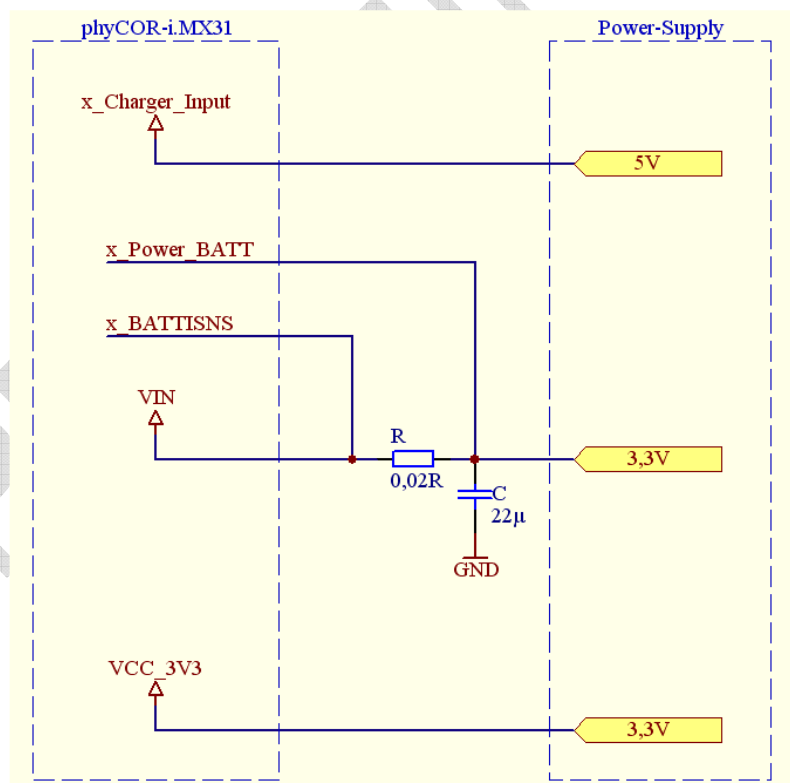 phyCOR-i.MX31
Power-Supply
x_Charger_Input
5V
x_Power_BATT
x_BATTISNS
VIN
R
0,02R
3,3V
C
22µ
GND
VCC_3V3
3,3V